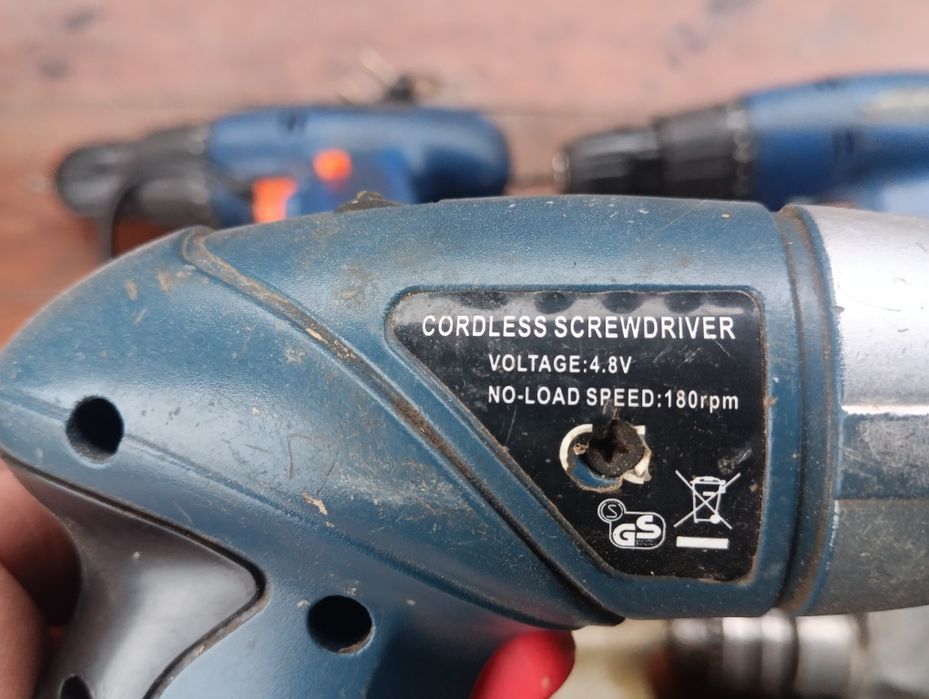 CORDLESS SCREWDRIVER
VOLTAGE:4.8V
NO-LOAD SPEED:180rpm
S
GS